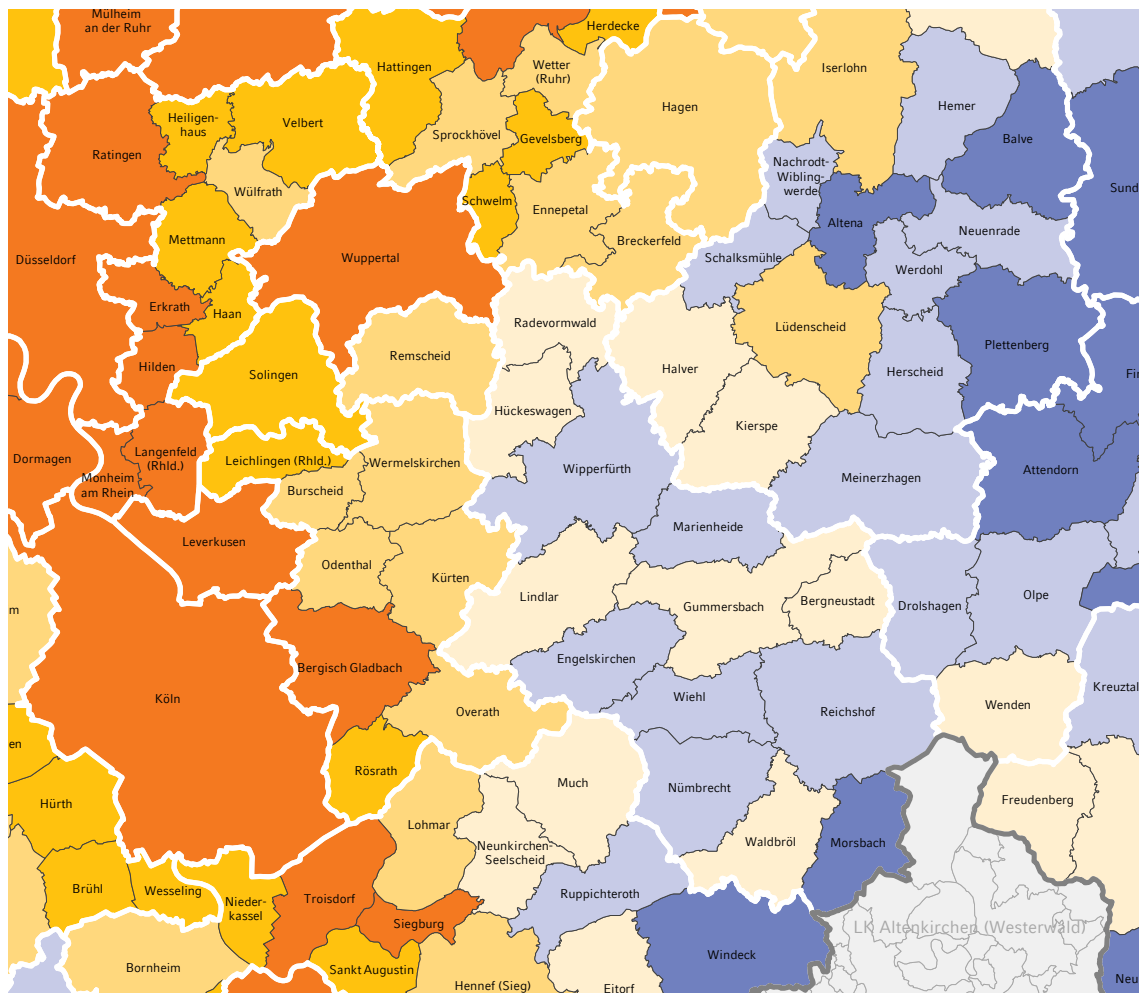 Mülheim
an der Ruhr
Herdecke
Hattingen
Wetter
(Ruhr)
Iserlohn
Hagen
Hemer
Heiligen-
haus
Velbert
Sprockhövel
Gevelsberg
Balve
Ratingen
Nachrodt-
Wibling-
werde
Sund
Wülfrath
Schwelm
Ennepetal
Altena
Mettmann
Breckerfeld
Neuenrade
Düsseldorf
Wuppertal
Schalksmühle
Werdohl
Erkrath
Haan
Radevormwald
Lüdenscheid
Plettenberg
Remscheid
Hilden
Solingen
Halver
Herscheid
Fin
Hückeswagen
Kierspe
Dormagen
Langenfeld
(Rhld.)
Leichlingen (Rhld.)
Wermelskirchen
Wipperfürth
Attendorn
Monheim
am Rhein
Burscheid
Meinerzhagen
Marienheide
Leverkusen
Odenthal
Kürten
Lindlar
Gummersbach
Bergneustadt
Drolshagen
Olpe
m
Bergisch Gladbach
Engelskirchen
Kreuztal
Köln
Wiehl
Overath
Reichshof
Wenden
en
Rösrath
Much
Nümbrecht
Freudenberg
Hürth
Lohmar
Neunkirchen-
Seelscheid
Waldbröl
Morsbach
Brühl
Wesseling
Nieder-
kassel
Troisdorf
Ruppichteroth
Siegburg
LK Altenkirchen (Westerwald)
Windeck
Bornheim
Sankt Augustin
Hennef (Sieg)
Eitorf
Neu